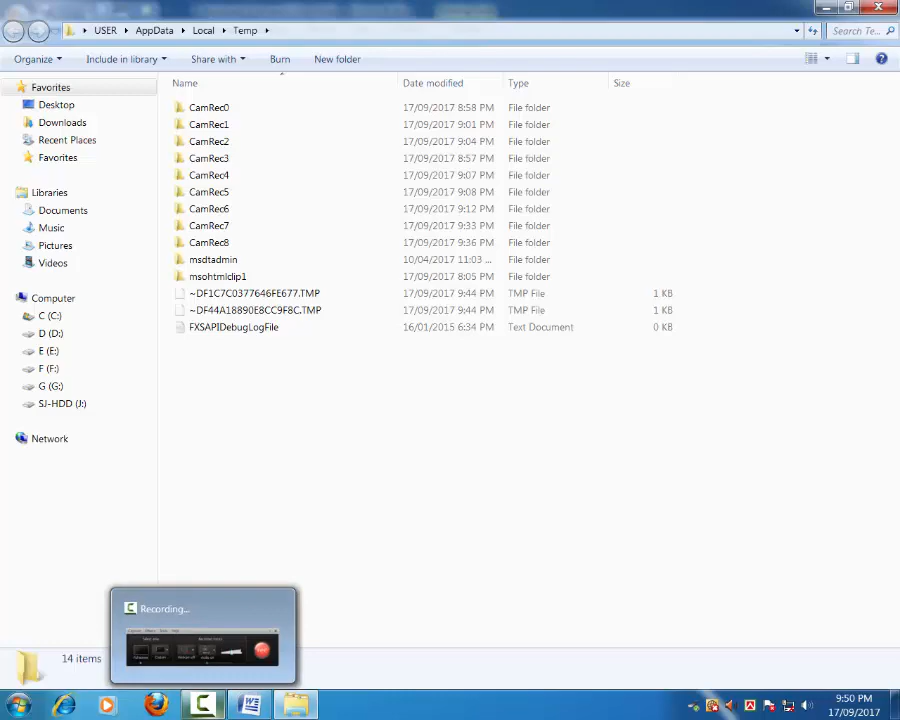 USER ▸ AppData ▸ Local ▸ Temp ▸
Search Te...
Organize
Include in library
Share with
Burn
New folder
Name
Date modified
Type
Size
Favorites
Desktop
Downloads
Recent Places
Favorites
Libraries
Documents
Music
Pictures
Videos
Computer
C (C:)
D (D:)
E (E:)
F (F:)
G (G:)
SJ-HDD (J:)
Network
CamRec0 17/09/2017 8:58 PM File folder
CamRec1 17/09/2017 9:01 PM File folder
CamRec2 17/09/2017 9:04 PM File folder
CamRec3 17/09/2017 8:57 PM File folder
CamRec4 17/09/2017 9:07 PM File folder
CamRec5 17/09/2017 9:08 PM File folder
CamRec6 17/09/2017 9:12 PM File folder
CamRec7 17/09/2017 9:33 PM File folder
CamRec8 17/09/2017 9:36 PM File folder
msdtadmin 10/04/2017 11:03 ... File folder
msohtmlclip1 17/09/2017 8:05 PM File folder
~DF1C7C0377646FE677.TMP 17/09/2017 9:44 PM TMP File 1 KB
~DF44A18890E8CC9F8C.TMP 17/09/2017 9:44 PM TMP File 1 KB
FXSAPIDebugLogFile 16/01/2015 6:34 PM Text Document 0 KB
Recording...
14 items
9:50 PM
17/09/2017